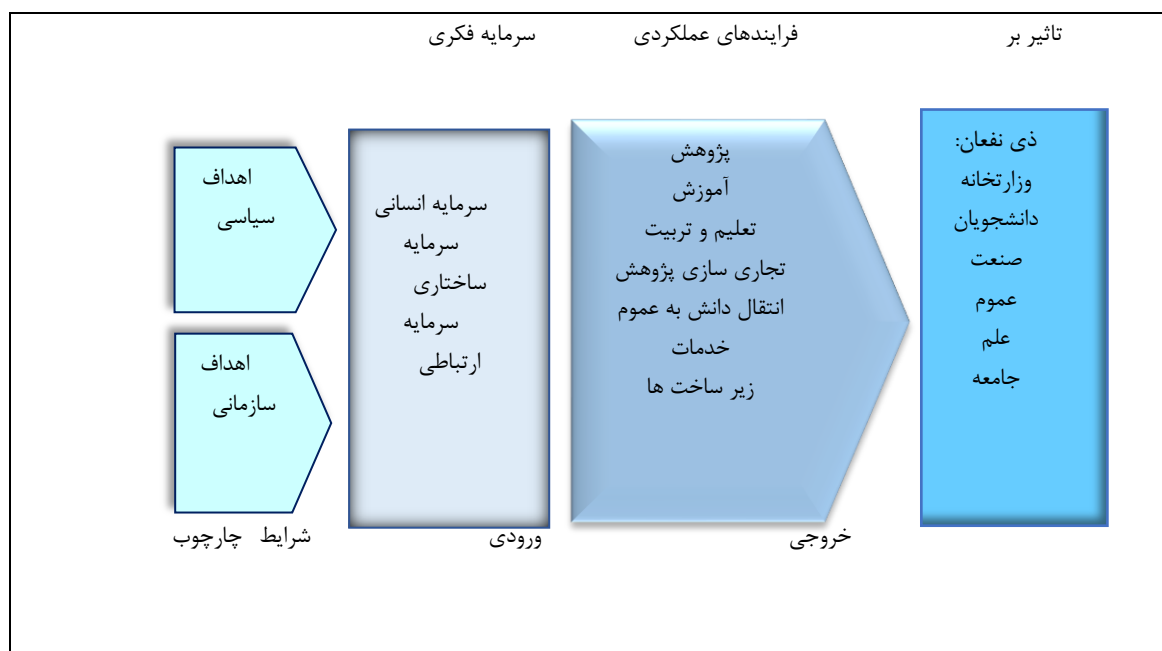 سرمایه فکری
فرایندهای عملکردی
تاثیر بر
اهداف
سیاسی
اهداف
سازمانی
سرمایه انسانی
سرمایه
ساختاری
سرمایه
ارتباطی
پژوهش
آموزش
تعلیم و تربیت
تجاری سازی پژوهش
انتقال دانش به عموم
خدمات
زیر ساخت ها
ذی نفعان:
وزارتخانه
دانشجویان
صنعت
عموم
علم
جامعه
شرایط چارچوب
ورودی
خروجی